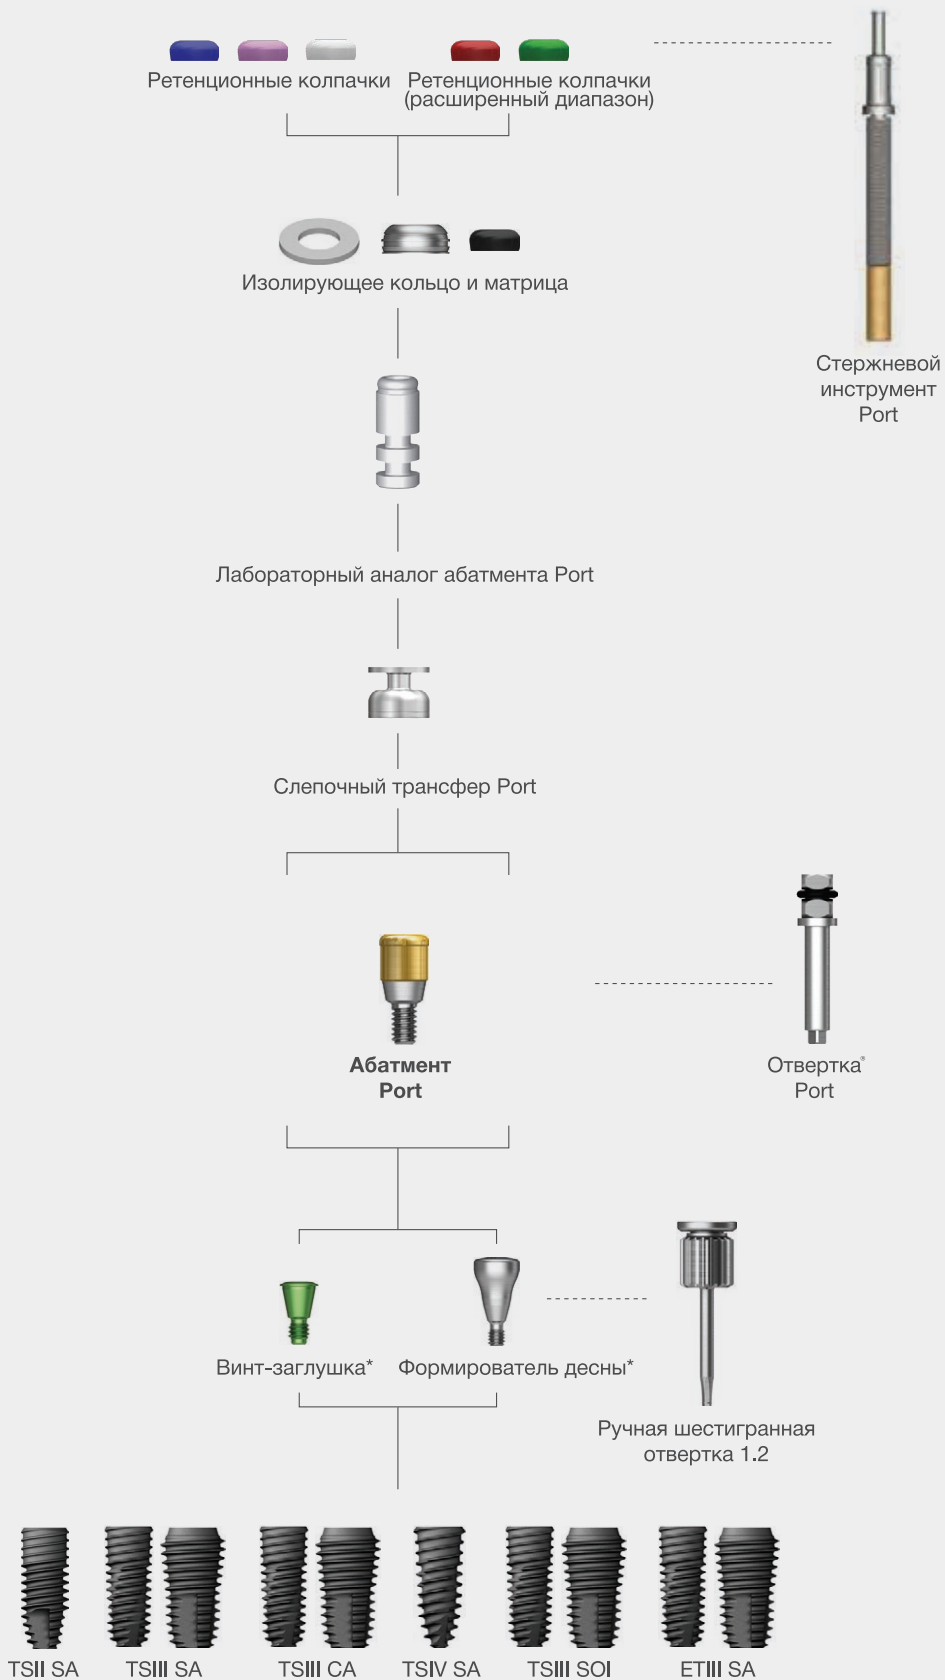 Ретенционные колпачки
Ретенционные колпачки
(расширенный диапазон)
Изолирующее кольцо и матрица
Стержневой
инструмент
Port
Лабораторный аналог абатмента Port
Слепочный трансфер Port
Абатмент
Port
Отвертка*
Port
Винт-заглушка*
Формирователь десны*
Ручная шестигранная
отвертка 1.2
TSII SA
TSIII SA
TSIII CA
TSIV SA
TSIII SOI
ETIII SA